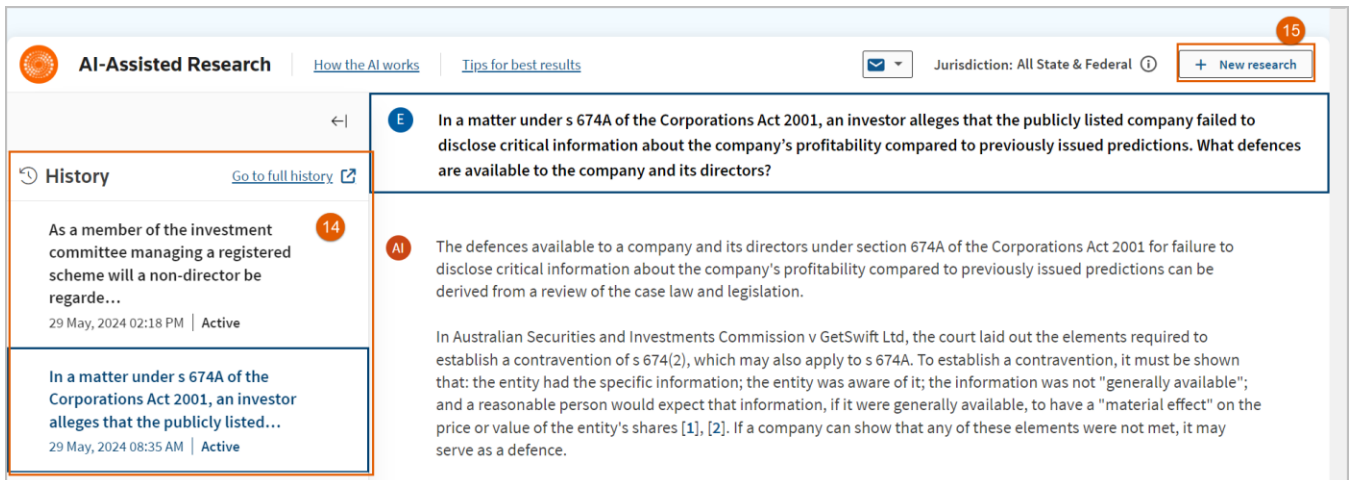 15
AI-Assisted Research
How the AI works
Tips for best results
Jurisdiction: All State & Federal
+ New research
E
In a matter under s 674A of the Corporations Act 2001, an investor alleges that the publicly listed company failed to
disclose critical information about the company's profitability compared to previously issued predictions. What defences
are available to the company and its directors?
History
Go to full history
14
As a member of the investment
committee managing a registered
scheme will a non-director be
regarde...
29 May, 2024 02:18 PM | Active
In a matter under s 674A of the
Corporations Act 2001, an investor
alleges that the publicly listed...
29 May, 2024 08:35 AM | Active
AI
The defences available to a company and its directors under section 674A of the Corporations Act 2001 for failure to
disclose critical information about the company's profitability compared to previously issued predictions can be
derived from a review of the case law and legislation.
In Australian Securities and Investments Commission v GetSwift Ltd, the court laid out the elements required to
establish a contravention of s 674(2), which may also apply to s 674A. To establish a contravention, it must be shown
that: the entity had the specific information; the entity was aware of it; the information was not "generally available";
and a reasonable person would expect that information, if it were generally available, to have a "material effect" on the
price or value of the entity's shares [1], [2]. If a company can show that any of these elements were not met, it may
serve as a defence.